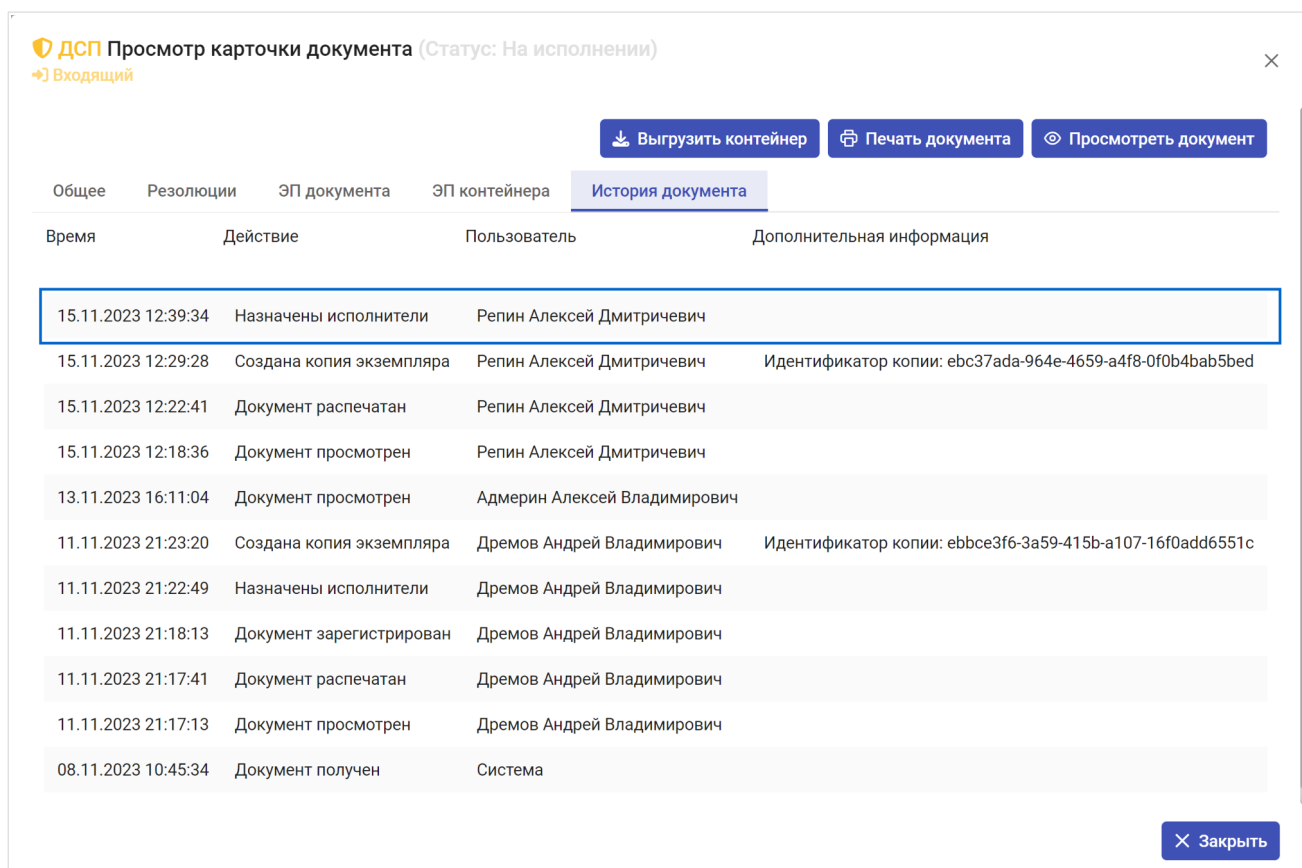 ДСП Просмотр карточки документа (Статус: На исполнении)
Входящий
Выгрузить контейнер Печать документа Просмотреть документ
Общее Резолюции ЭП документа ЭП контейнера История документа
Время Действие Пользователь Дополнительная информация
15.11.2023 12:39:34 Назначены исполнители Репин Алексей Дмитричевич
15.11.2023 12:29:28 Создана копия экземпляра Репин Алексей Дмитричевич Идентификатор копии: ebc37ada-964e-4659-a4f8-0f0b4bab5bed
15.11.2023 12:22:41 Документ распечатан Репин Алексей Дмитричевич
15.11.2023 12:18:36 Документ просмотрен Репин Алексей Дмитричевич
13.11.2023 16:11:04 Документ просмотрен Адмерин Алексей Владимирович
11.11.2023 21:23:20 Создана копия экземпляра Дремов Андрей Владимирович Идентификатор копии: ebbce3f6-3a59-415b-a107-16f0add6551c
11.11.2023 21:22:49 Назначены исполнители Дремов Андрей Владимирович
11.11.2023 21:18:13 Документ зарегистрирован Дремов Андрей Владимирович
11.11.2023 21:17:41 Документ распечатан Дремов Андрей Владимирович
11.11.2023 21:17:13 Документ просмотрен Дремов Андрей Владимирович
08.11.2023 10:45:34 Документ получен Система
Закрыть